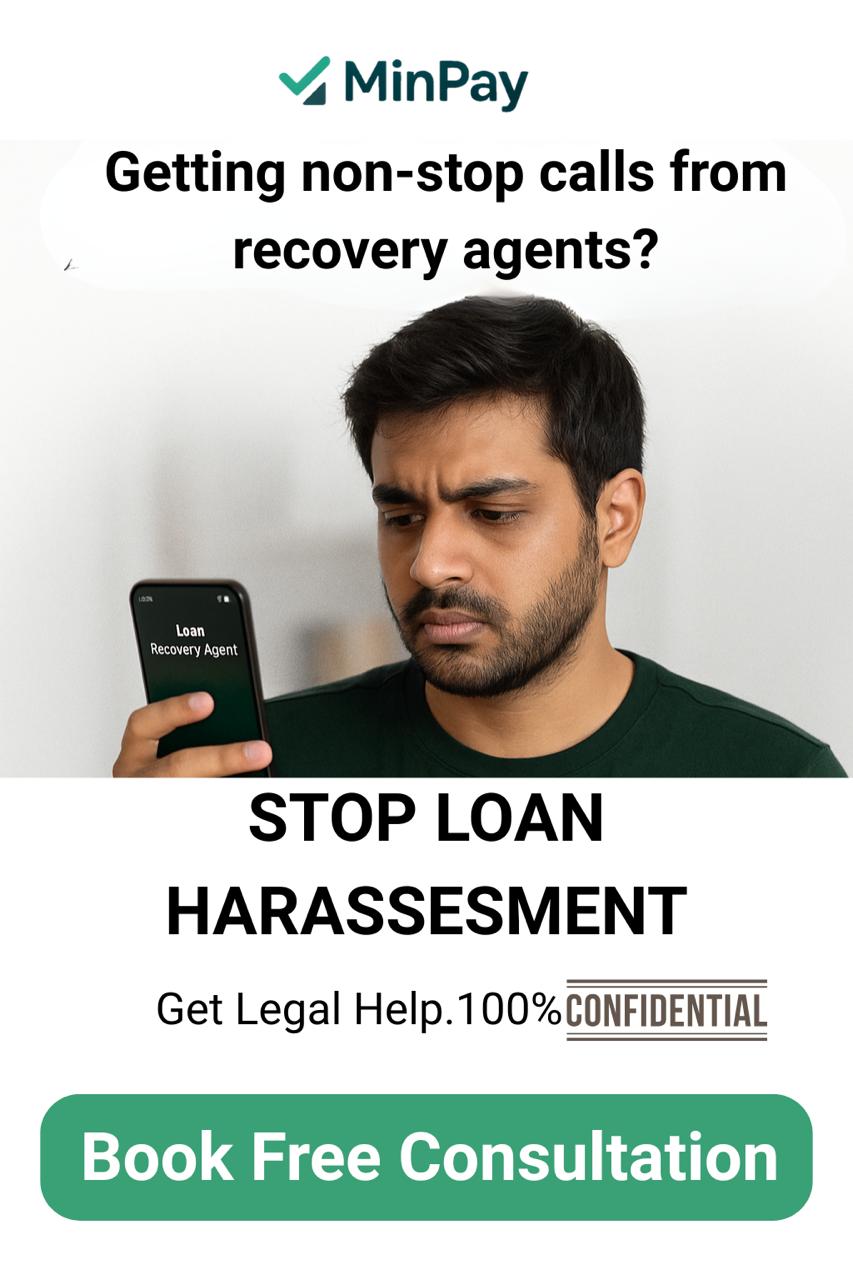 MinPay
Getting non-stop calls from
recovery agents?
Loan
Recovery Agent
STOP LOAN
HARASSESMENT
Get Legal Help.100% CONFIDENTIAL
Book Free Consultation